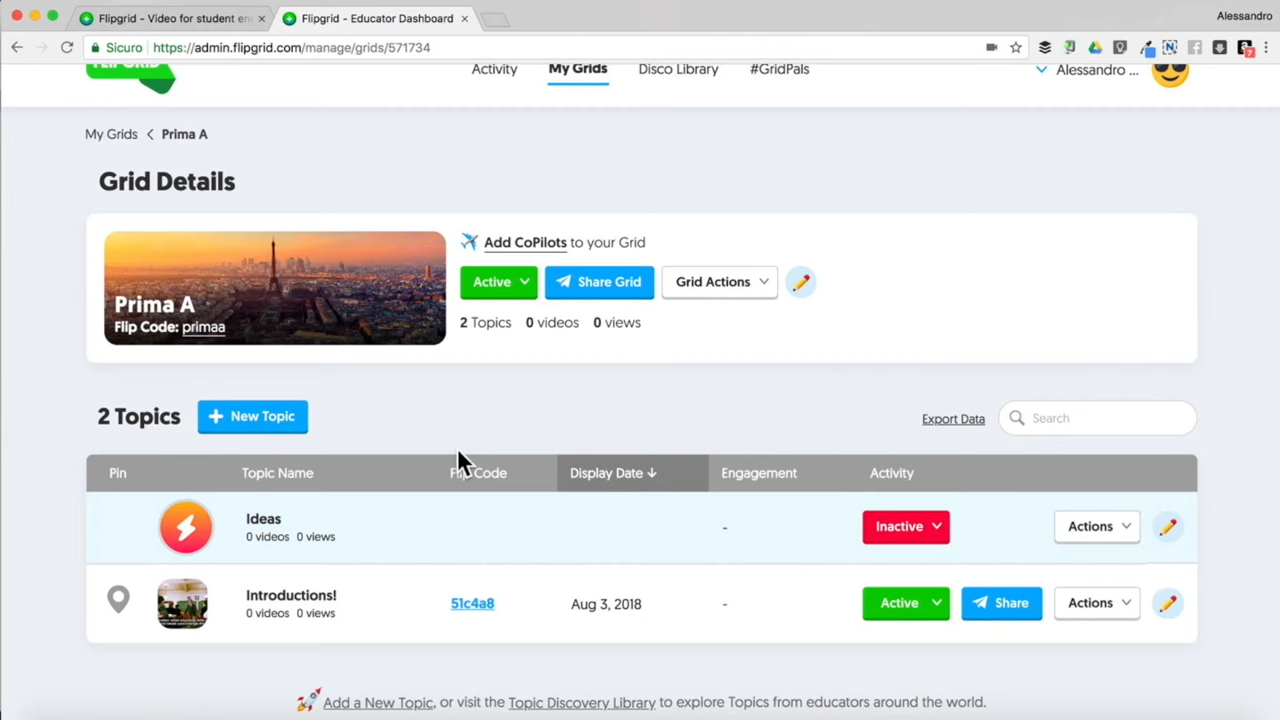 Flipgrid - Video for student en
Flipgrid - Educator Dashboard
Alessandro
Sicuro https://admin.flipgrid.com/manage/grids/571734
7
Activity My Grids Disco Library #GridPals Alessandro ...
My Grids Prima A
Grid Details
Add CoPilots to your Grid
Active Share Grid Grid Actions
Prima A
Flip Code: primaa
2 Topics 0 videos 0 views
2 Topics + New Topic Export Data Search
Pin Topic Name Flip Code Display Date ↓ Engagement Activity
Ideas
0 videos 0 views
- Inactive Actions
Introductions!
0 videos 0 views
51c4a8 Aug 3, 2018 - Active Share Actions
Add a New Topic, or visit the Topic Discovery Library to explore Topics from educators around the world.